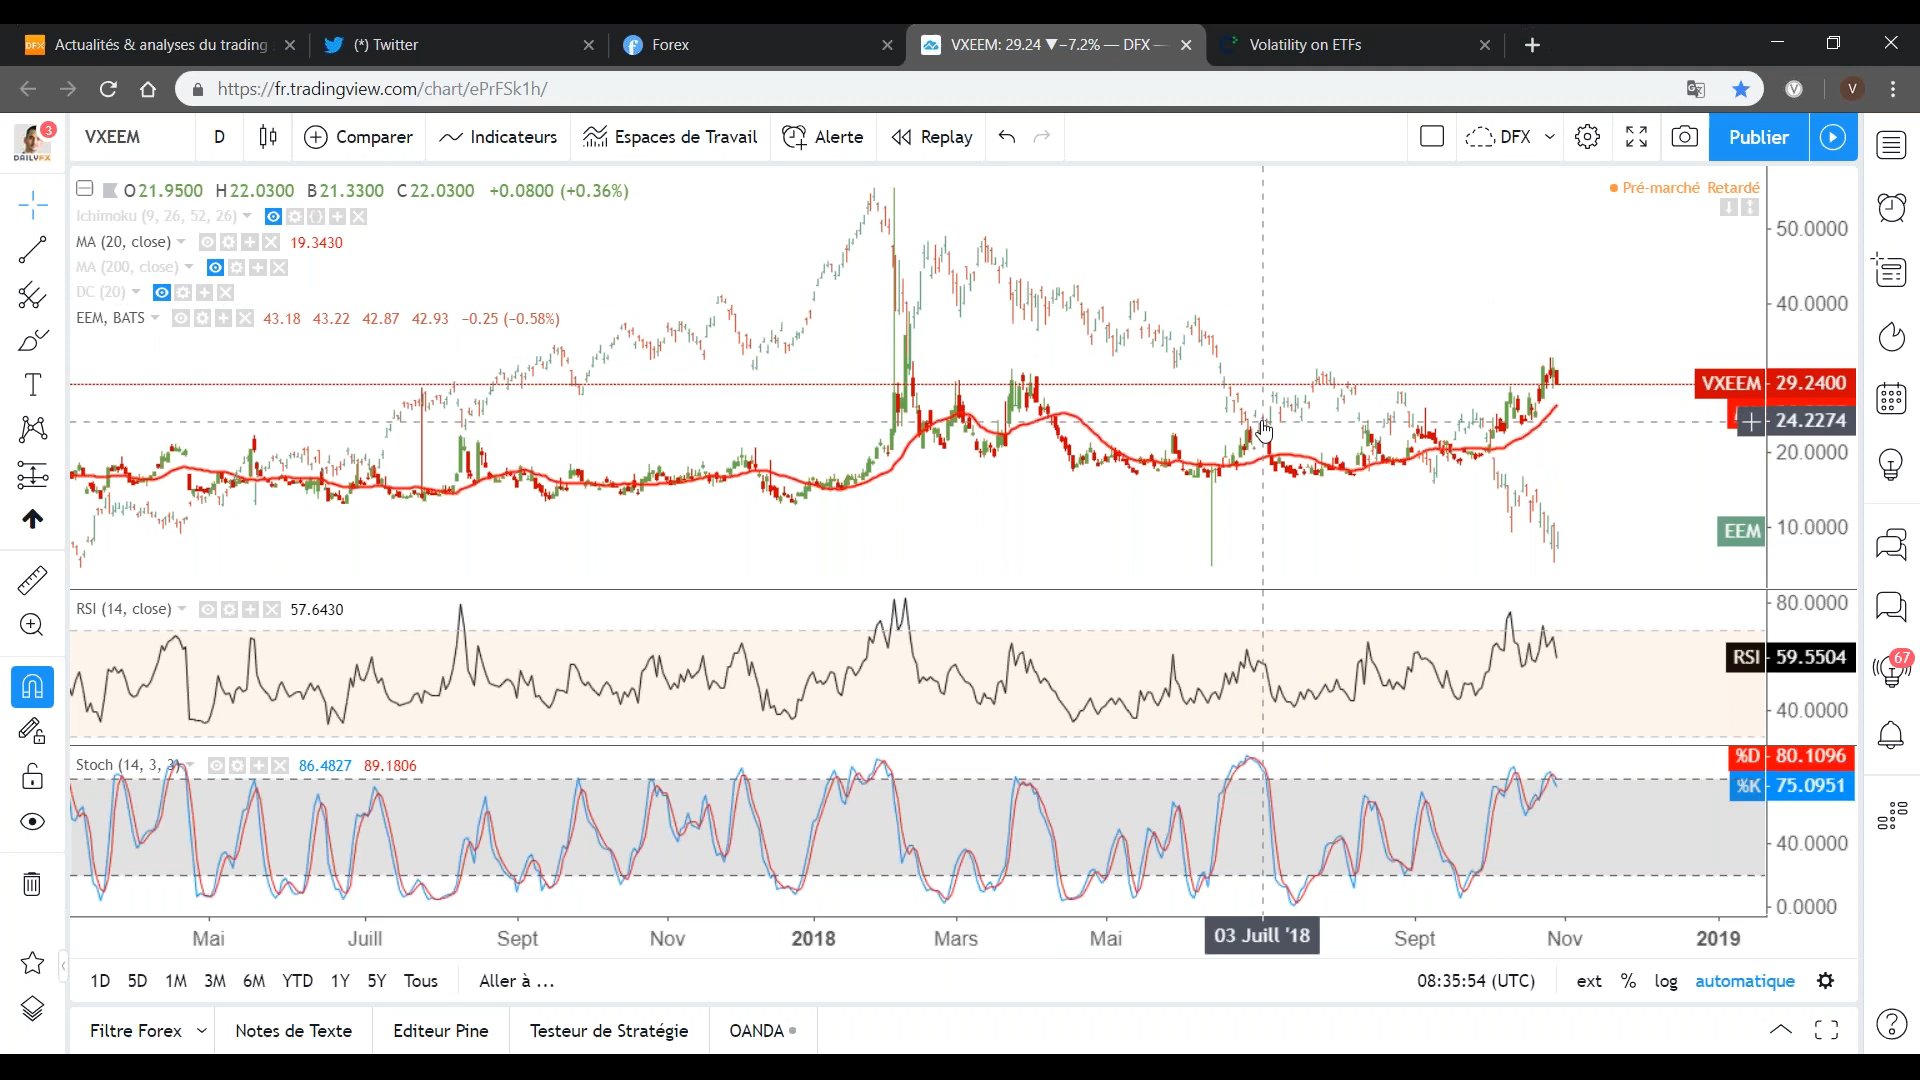 DFX Actualités & analyses du trading (*) Twitter Forex VXEEM: 29.24 ▼−7.2% — DFX — Volatility on ETFs
https://fr.tradingview.com/chart/ePrFSk1h/ V V
3 DAILYFX VXEEM D Comparer Indicateurs Espaces de Travail Alerte Replay DFX Publier
O21.9500 H22.0300 B21.3300 C22.0300 +0.0800 (+0.36%) Pré-marché Retardé
Ichimoku (9, 26, 52, 26)
MA (20, close) 19.3430
MA (200, close)
DC (20)
EEM, BATS 43.18 43.22 42.87 42.93 −0.25 (−0.58%)
50.0000
40.0000
VXEEM 29.2400
24.2274
20.0000
EEM 10.0000
RSI (14, close) 57.6430 80.0000
RSI 59.5504
67
40.0000
Stoch (14, 3, 3) 86.4827 89.1806 %D 80.1096
%K 75.0951
40.0000
0.0000
Mai Juill Sept Nov 2018 Mars Mai 03 Juill '18 Sept Nov 2019
1D 5D 1M 3M 6M YTD 1Y 5Y Tous Aller à ... 08:35:54 (UTC) ext % log automatique
Filtre Forex Notes de Texte Editeur Pine Testeur de Stratégie OANDA